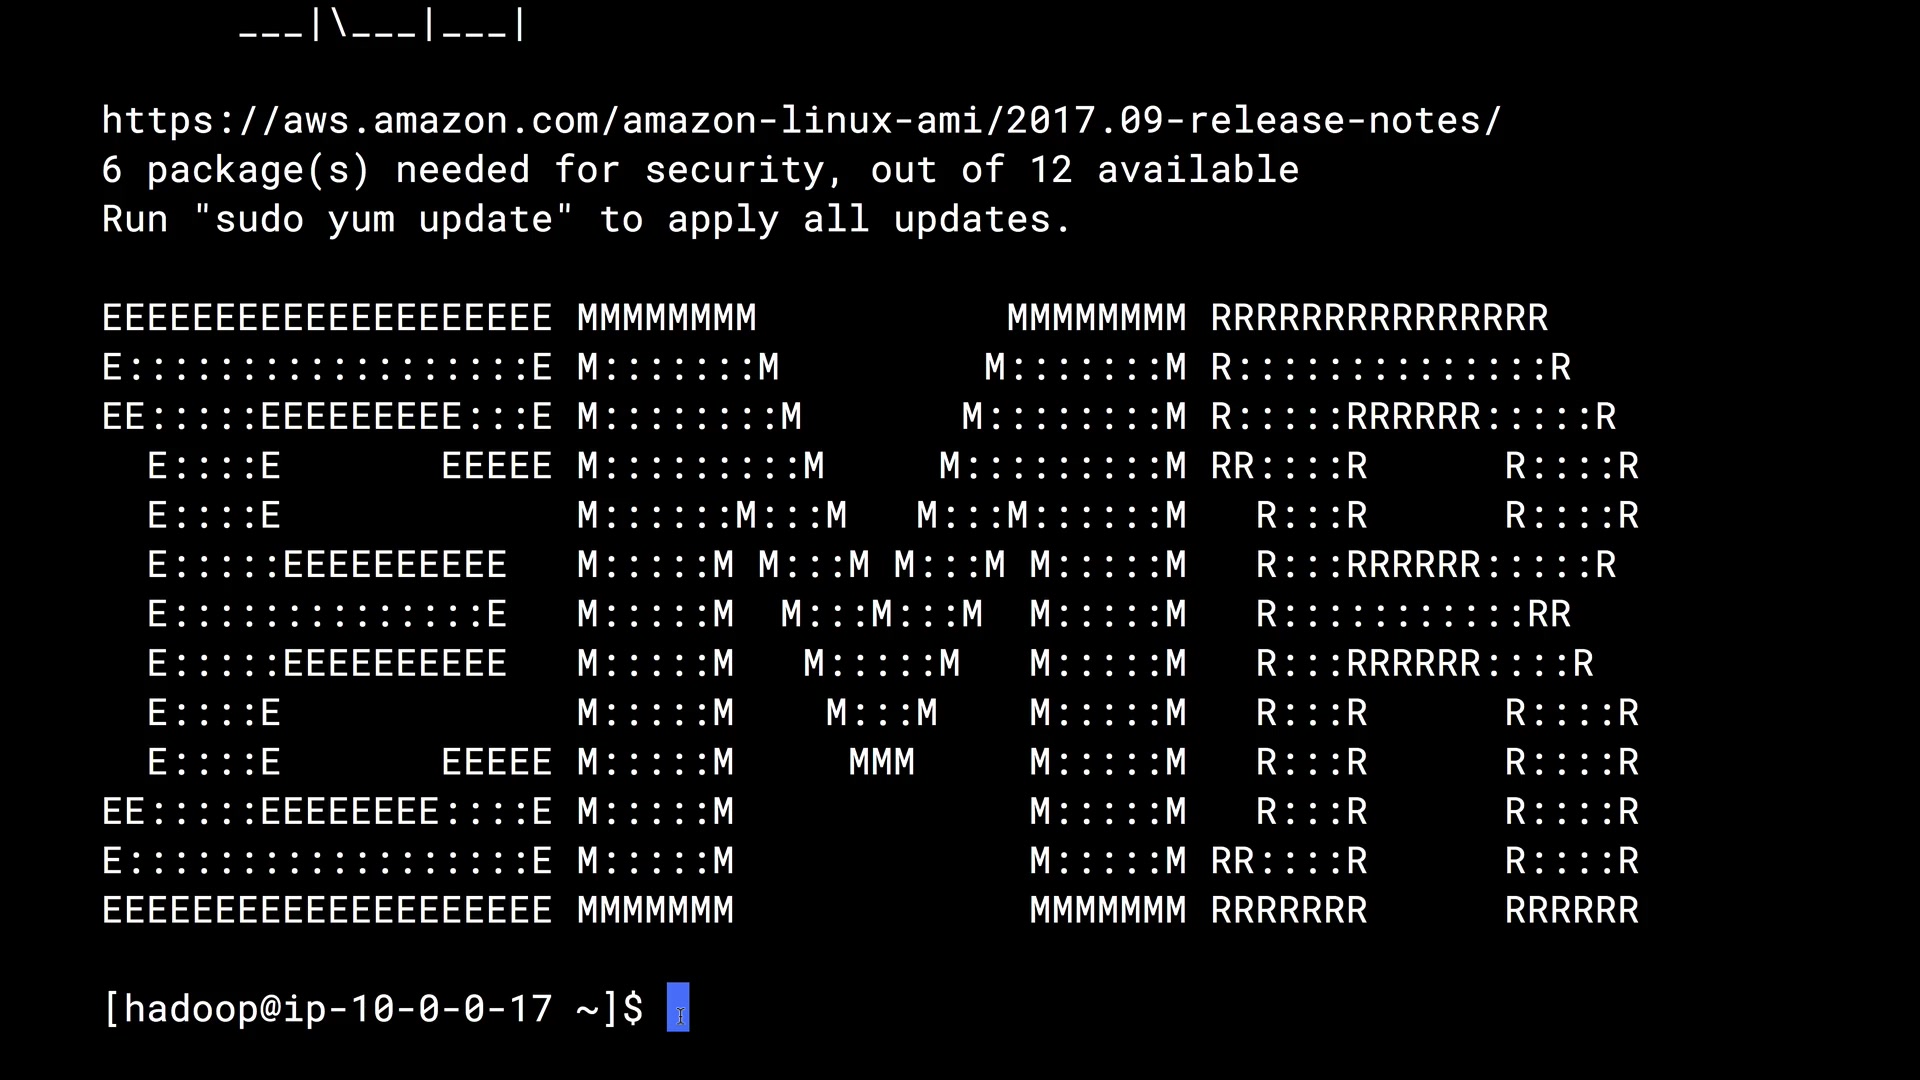 ___|\___|___|

https://aws.amazon.com/amazon-linux-ami/2017.09-release-notes/
6 package(s) needed for security, out of 12 available
Run "sudo yum update" to apply all updates.

EEEEEEEEEEEEEEEEEEEE MMMMMMMM           MMMMMMMM RRRRRRRRRRRRRRR
E::::::::::::::::::E M:::::::M         M:::::::M R::::::::::::::R
EE:::::EEEEEEEEE:::E M::::::::M       M::::::::M R:::::RRRRRR:::::R
  E::::E       EEEEE M:::::::::M     M:::::::::M RR::::R      R::::R
  E::::E             M::::::M:::M   M:::M::::::M   R:::R      R::::R
  E:::::EEEEEEEEEE   M:::::M M:::M M:::M M:::::M   R:::RRRRRR:::::R
  E::::::::::::::E   M:::::M  M:::M:::M  M:::::M   R:::::::::::RR
  E:::::EEEEEEEEEE   M:::::M   M:::::M   M:::::M   R:::RRRRRR::::R
  E::::E             M:::::M    M:::M    M:::::M   R:::R      R::::R
  E::::E       EEEEE M:::::M     MMM     M:::::M   R:::R      R::::R
EE:::::EEEEEEEE::::E M:::::M             M:::::M   R:::R      R::::R
E::::::::::::::::::E M:::::M             M:::::M RR::::R      R::::R
EEEEEEEEEEEEEEEEEEEE MMMMMMM             MMMMMMM RRRRRRR      RRRRRR

[hadoop@ip-10-0-0-17 ~]$